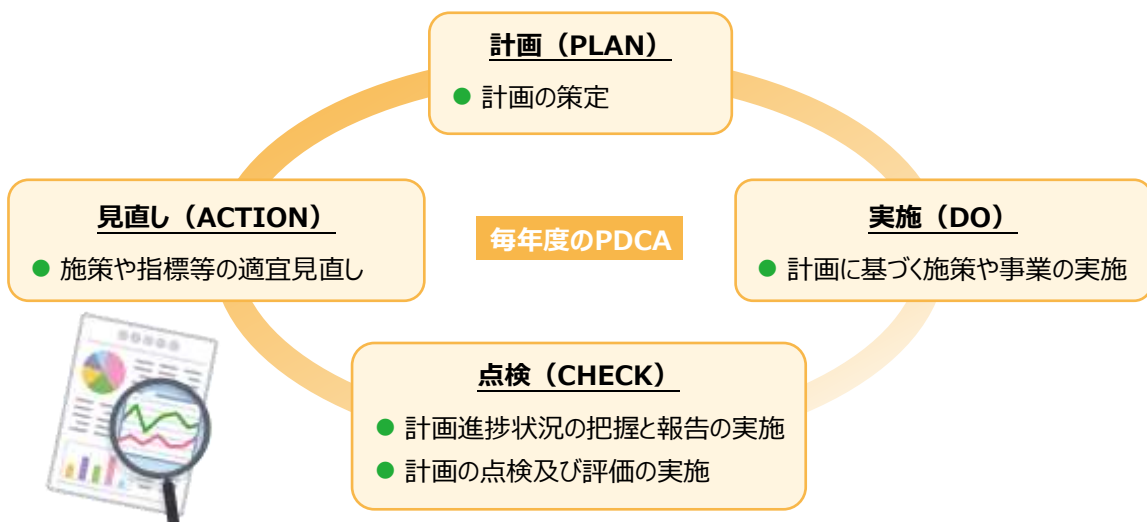 計画（PLAN）
● 計画の策定
見直し（ACTION）
● 施策や指標等の適宜見直し
毎年度のPDCA
実施（DO）
● 計画に基づく施策や事業の実施
点検（CHECK）
● 計画進捗状況の把握と報告の実施
● 計画の点検及び評価の実施